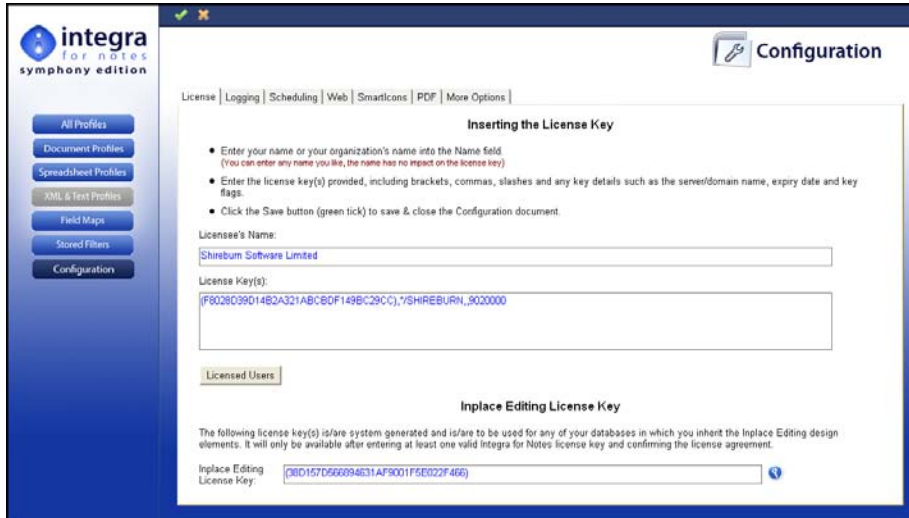 integra
for notes
symphony edition
Configuration
All Profiles
Document Profiles
Spreadsheet Profiles
XML & Text Profiles
Field Maps
Stored Filters
Configuration
License | Logging | Scheduling | Web | SmartIcons | PDF | More Options |
Inserting the License Key
• Enter your name or your organization's name into the Name field.
(You can enter any name you like, the name has no impact on the license key)
• Enter the license key(s) provided, including brackets, commas, slashes and any key details such as the server/domain name, expiry date and key
flags.
• Click the Save button (green tick) to save & close the Configuration document.
Licensee's Name:
Shireburn Software Limited
License Key(s):
(F8028D39D14B2A321ABCBDF149BC29CC),*/SHIREBURN,,9020000
Licensed Users
Inplace Editing License Key
The following license key(s) is/are system generated and is/are to be used for any of your databases in which you inherit the Inplace Editing design
elements. It will only be available after entering at least one valid Integra for Notes license key and confirming the license agreement.
Inplace Editing
License Key:
(38D157D566894631AF9001F5E022F466)